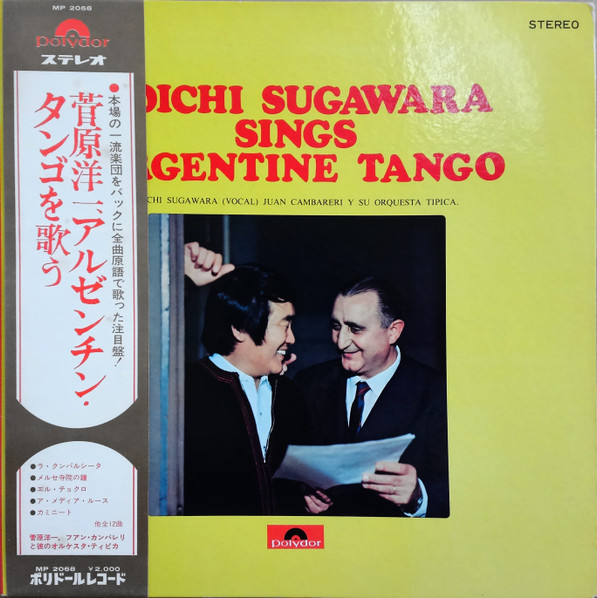 MP 2068
polydor
ステレオ
●本場の一流楽団をバックに全曲原語で歌った注目盤!
菅原洋一、アルゼンチン・
タンゴを歌う
●ラ・クンパルシータ
●メルセ寺院の鐘
●エル・チョクロ
●ア・メディア・ルース
●カミニート
他全12曲
菅原洋一、フアン・カンバレリ
と彼のオルケスタ・ティピカ
MP 2068 ¥2,000
ポリドールレコード
STEREO
OICHI SUGAWARA
SINGS
RGENTINE TANGO
CHI SUGAWARA (VOCAL) JUAN CAMBARERI Y SU ORQUESTA TIPICA.
polydor